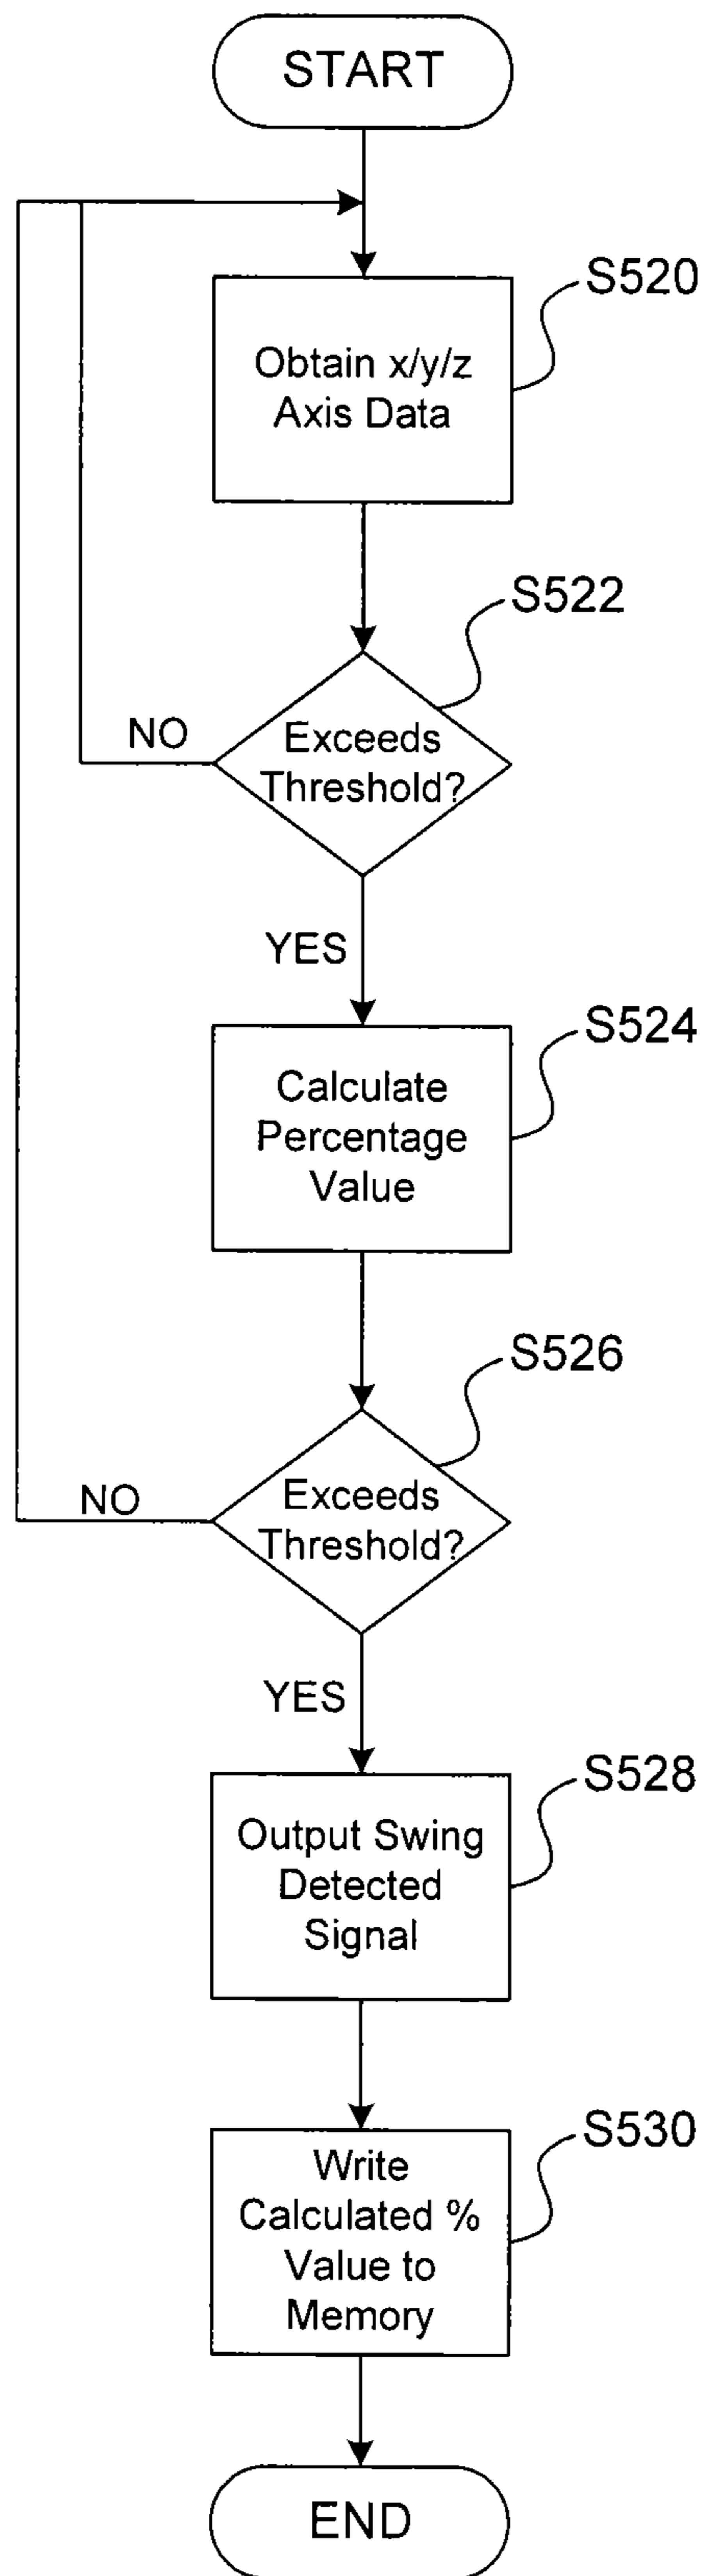 START
S520
Obtain x/y/z
Axis Data
S522
Exceeds
Threshold?
NO
YES
S524
Calculate
Percentage
Value
S526
Exceeds
Threshold?
NO
YES
S528
Output Swing
Detected
Signal
S530
Write
Calculated %
Value to
Memory
END